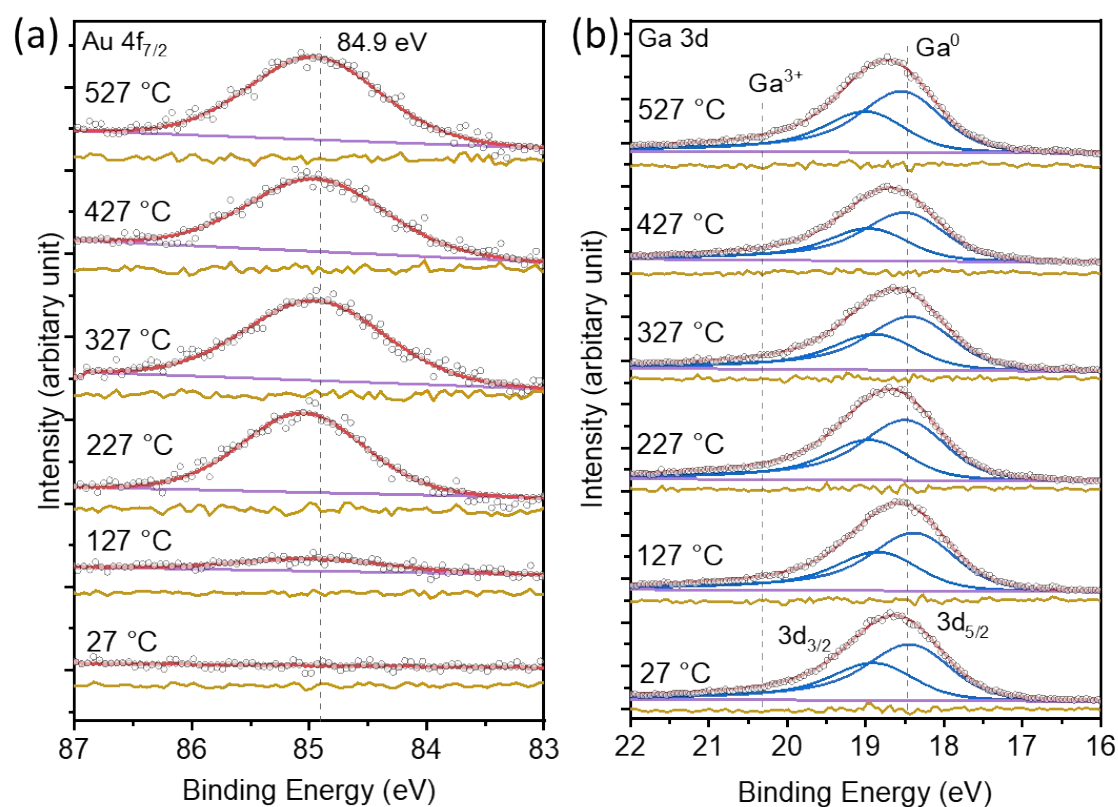 (a)
Au 4f7/2
84.9 eV
527 °C
427 °C
327 °C
227 °C
127 °C
27 °C
Intensity (arbitary unit)
87 86 85 84 83
Binding Energy (eV)
(b)
Ga 3d
Ga3+
Ga0
527 °C
427 °C
327 °C
227 °C
127 °C
3d3/2
3d5/2
27 °C
Intensity (arbitary unit)
22 21 20 19 18 17 16
Binding Energy (eV)